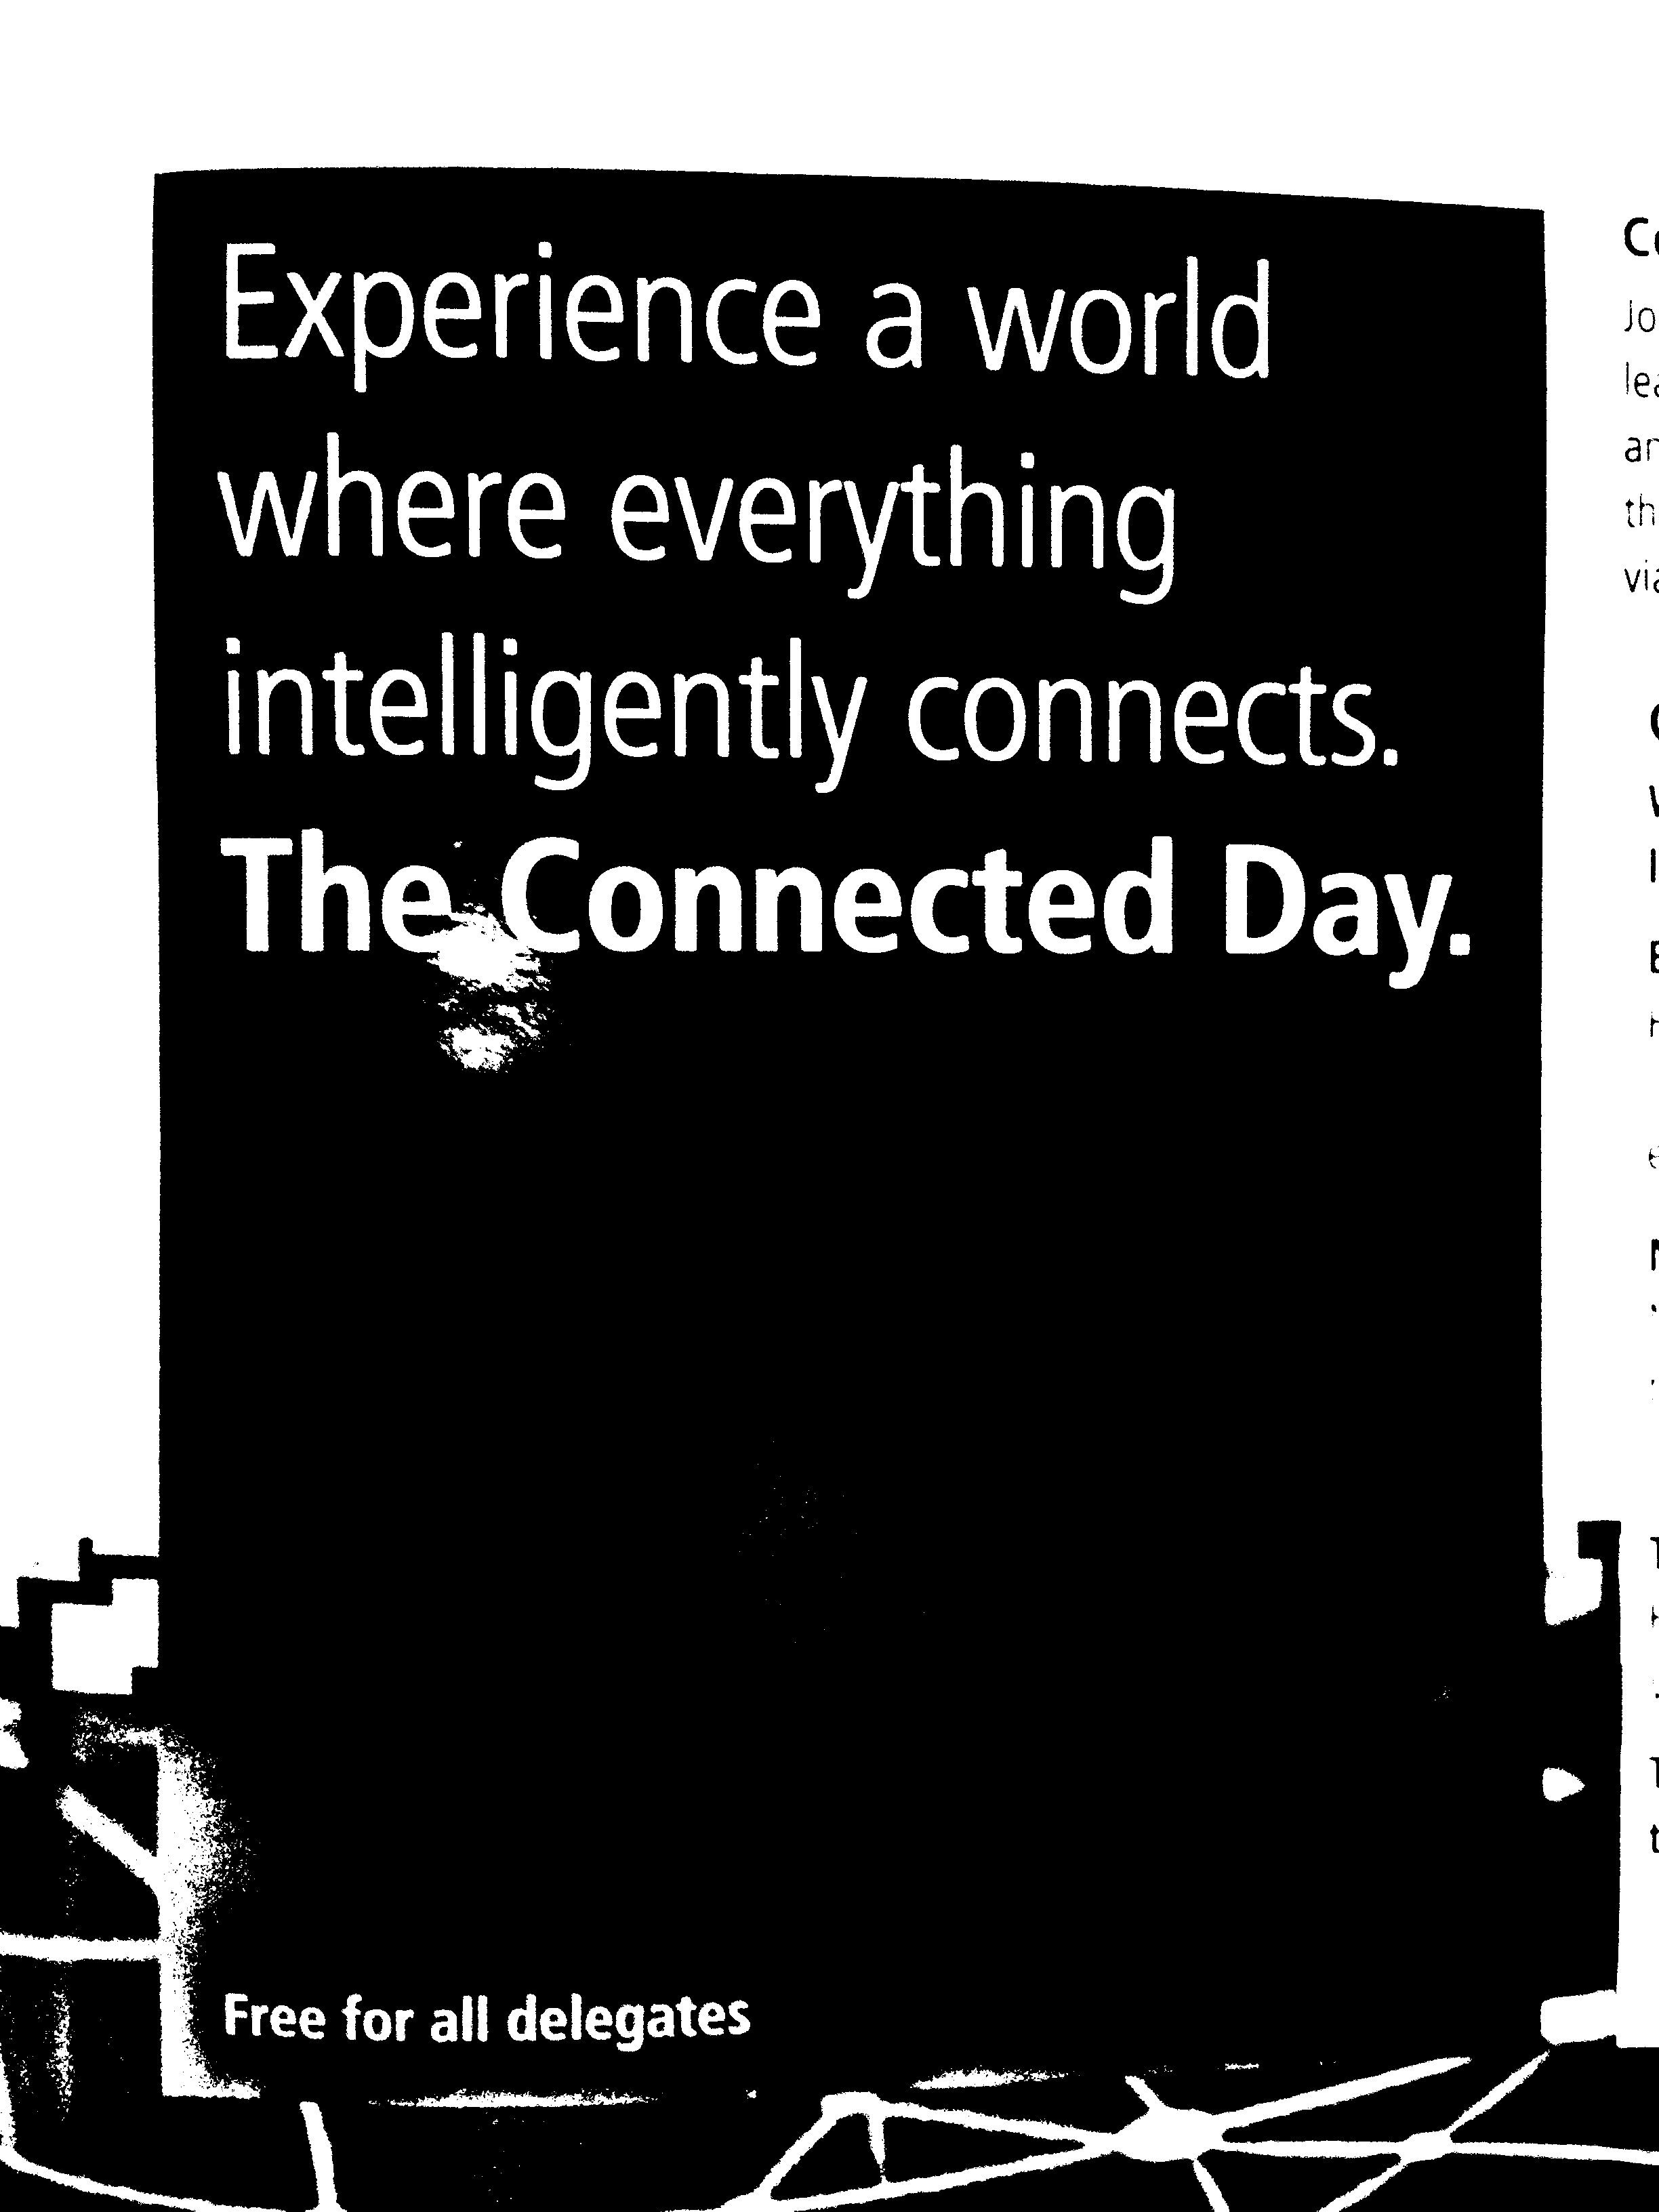 Experience a world
where everything
intelligently connects.
The Connected Day.
Free for all delegates